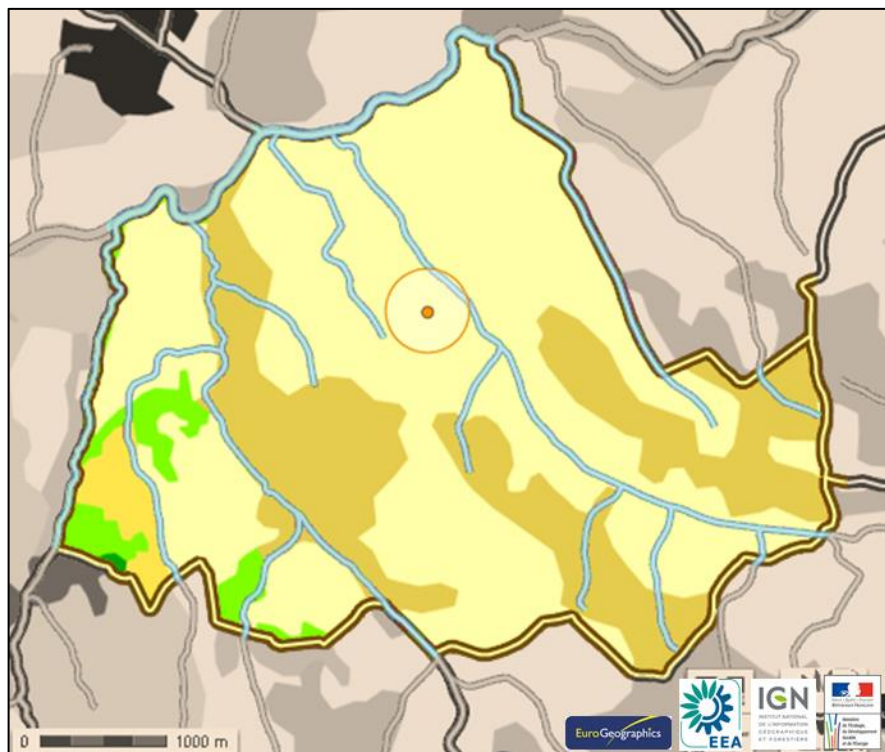 0 1000 m
EuroGeographics
EEA
IGN
INSTITUT NATIONAL
DE L'INFORMATION
GÉOGRAPHIQUE
ET FORESTIÈRE